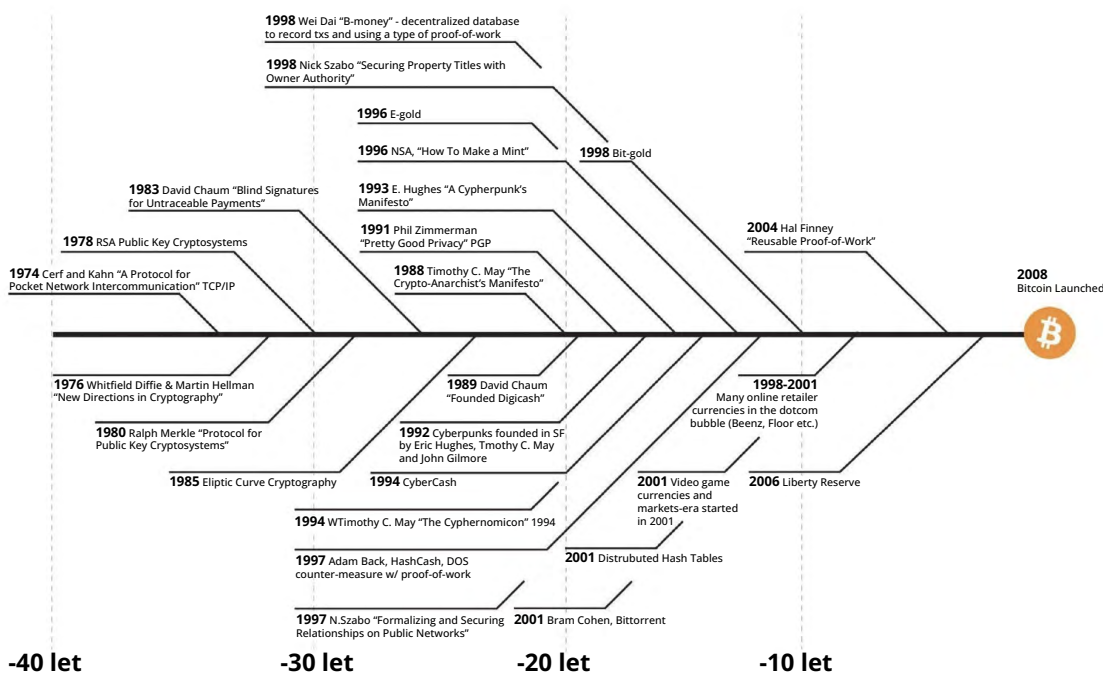 1998 Wei Dai “B-money” - decentralized database
to record txs and using a type of proof-of-work
1998 Nick Szabo “Securing Property Titles with
Owner Authority”
1996 E-gold
1996 NSA, “How To Make a Mint”
1998 Bit-gold
1983 David Chaum “Blind Signatures
for Untraceable Payments”
1993 E. Hughes “A Cypherpunk’s
Manifesto”
1991 Phil Zimmerman
“Pretty Good Privacy” PGP
2004 Hal Finney
“Reusable Proof-of-Work”
1978 RSA Public Key Cryptosystems
1974 Cerf and Kahn “A Protocol for
Pocket Network Intercommunication” TCP/IP
1988 Timothy C. May “The
Crypto-Anarchist’s Manifesto”
2008
Bitcoin Launched
1976 Whitfield Diffie & Martin Hellman
“New Directions in Cryptography”
1989 David Chaum
“Founded Digicash”
1998-2001
Many online retailer
currencies in the dotcom
bubble (Beenz, Floor etc.)
1980 Ralph Merkle “Protocol for
Public Key Cryptosystems”
1992 Cyberpunks founded in SF
by Eric Hughes, Tmothy C. May
and John Gilmore
1985 Eliptic Curve Cryptography
1994 CyberCash
2001 Video game
currencies and
markets-era started
in 2001
2006 Liberty Reserve
1994 WTimothy C. May “The Cyphernomicon” 1994
1997 Adam Back, HashCash, DOS
counter-measure w/ proof-of-work
2001 Distrubuted Hash Tables
1997 N.Szabo “Formalizing and Securing
Relationships on Public Networks”
2001 Bram Cohen, Bittorrent
-40 let
-30 let
-20 let
-10 let